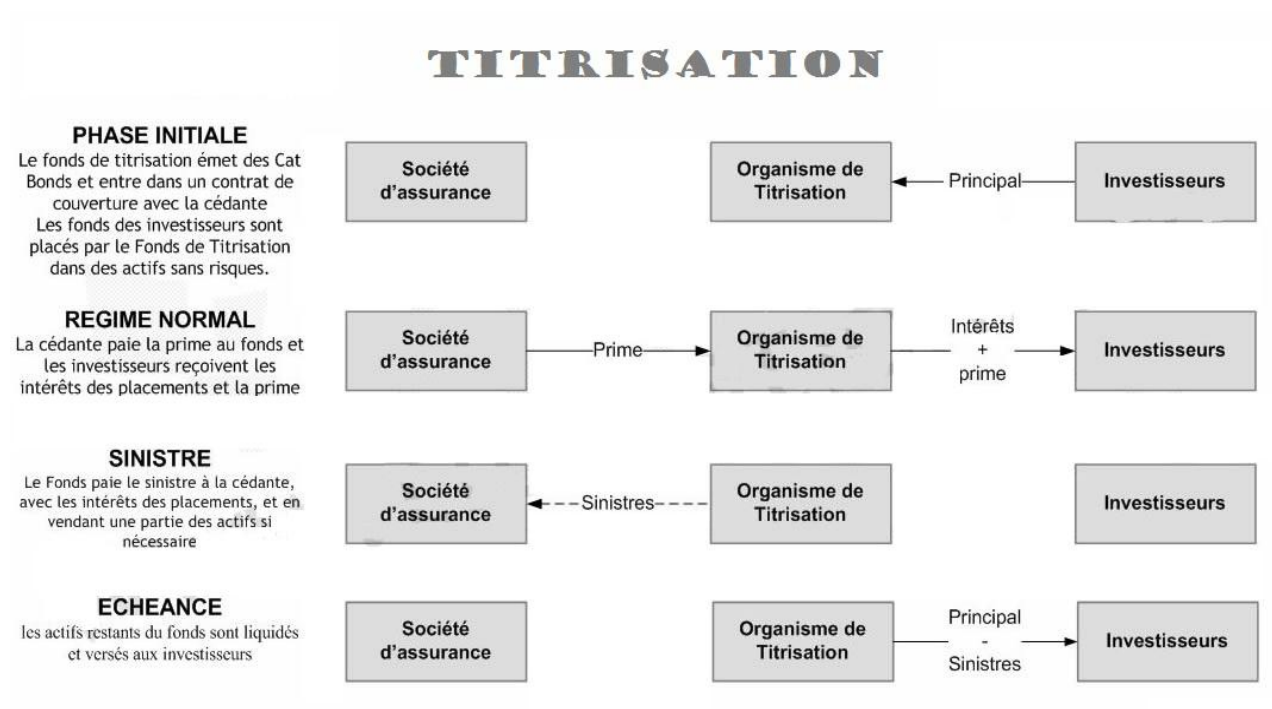 TITRISATION
PHASE INITIALE
Le fonds de titrisation émet des Cat
Bonds et entre dans un contrat de
couverture avec la cédante
Les fonds des investisseurs sont
placés par le Fonds de Titrisation
dans des actifs sans risques.
Société
d'assurance
Organisme de
Titrisation
Principal
Investisseurs
REGIME NORMAL
La cédante paie la prime au fonds et
les investisseurs reçoivent les
intérêts des placements et la prime
Société
d'assurance
Prime
Organisme de
Titrisation
Intérêts
+
prime
Investisseurs
SINISTRE
Le Fonds paie le sinistre à la cédante,
avec les intérêts des placements, et en
vendant une partie des actifs si
nécessaire
Société
d'assurance
Sinistres
Organisme de
Titrisation
Investisseurs
ECHEANCE
les actifs restants du fonds sont liquidés
et versés aux investisseurs
Société
d'assurance
Organisme de
Titrisation
Principal
-
Sinistres
Investisseurs